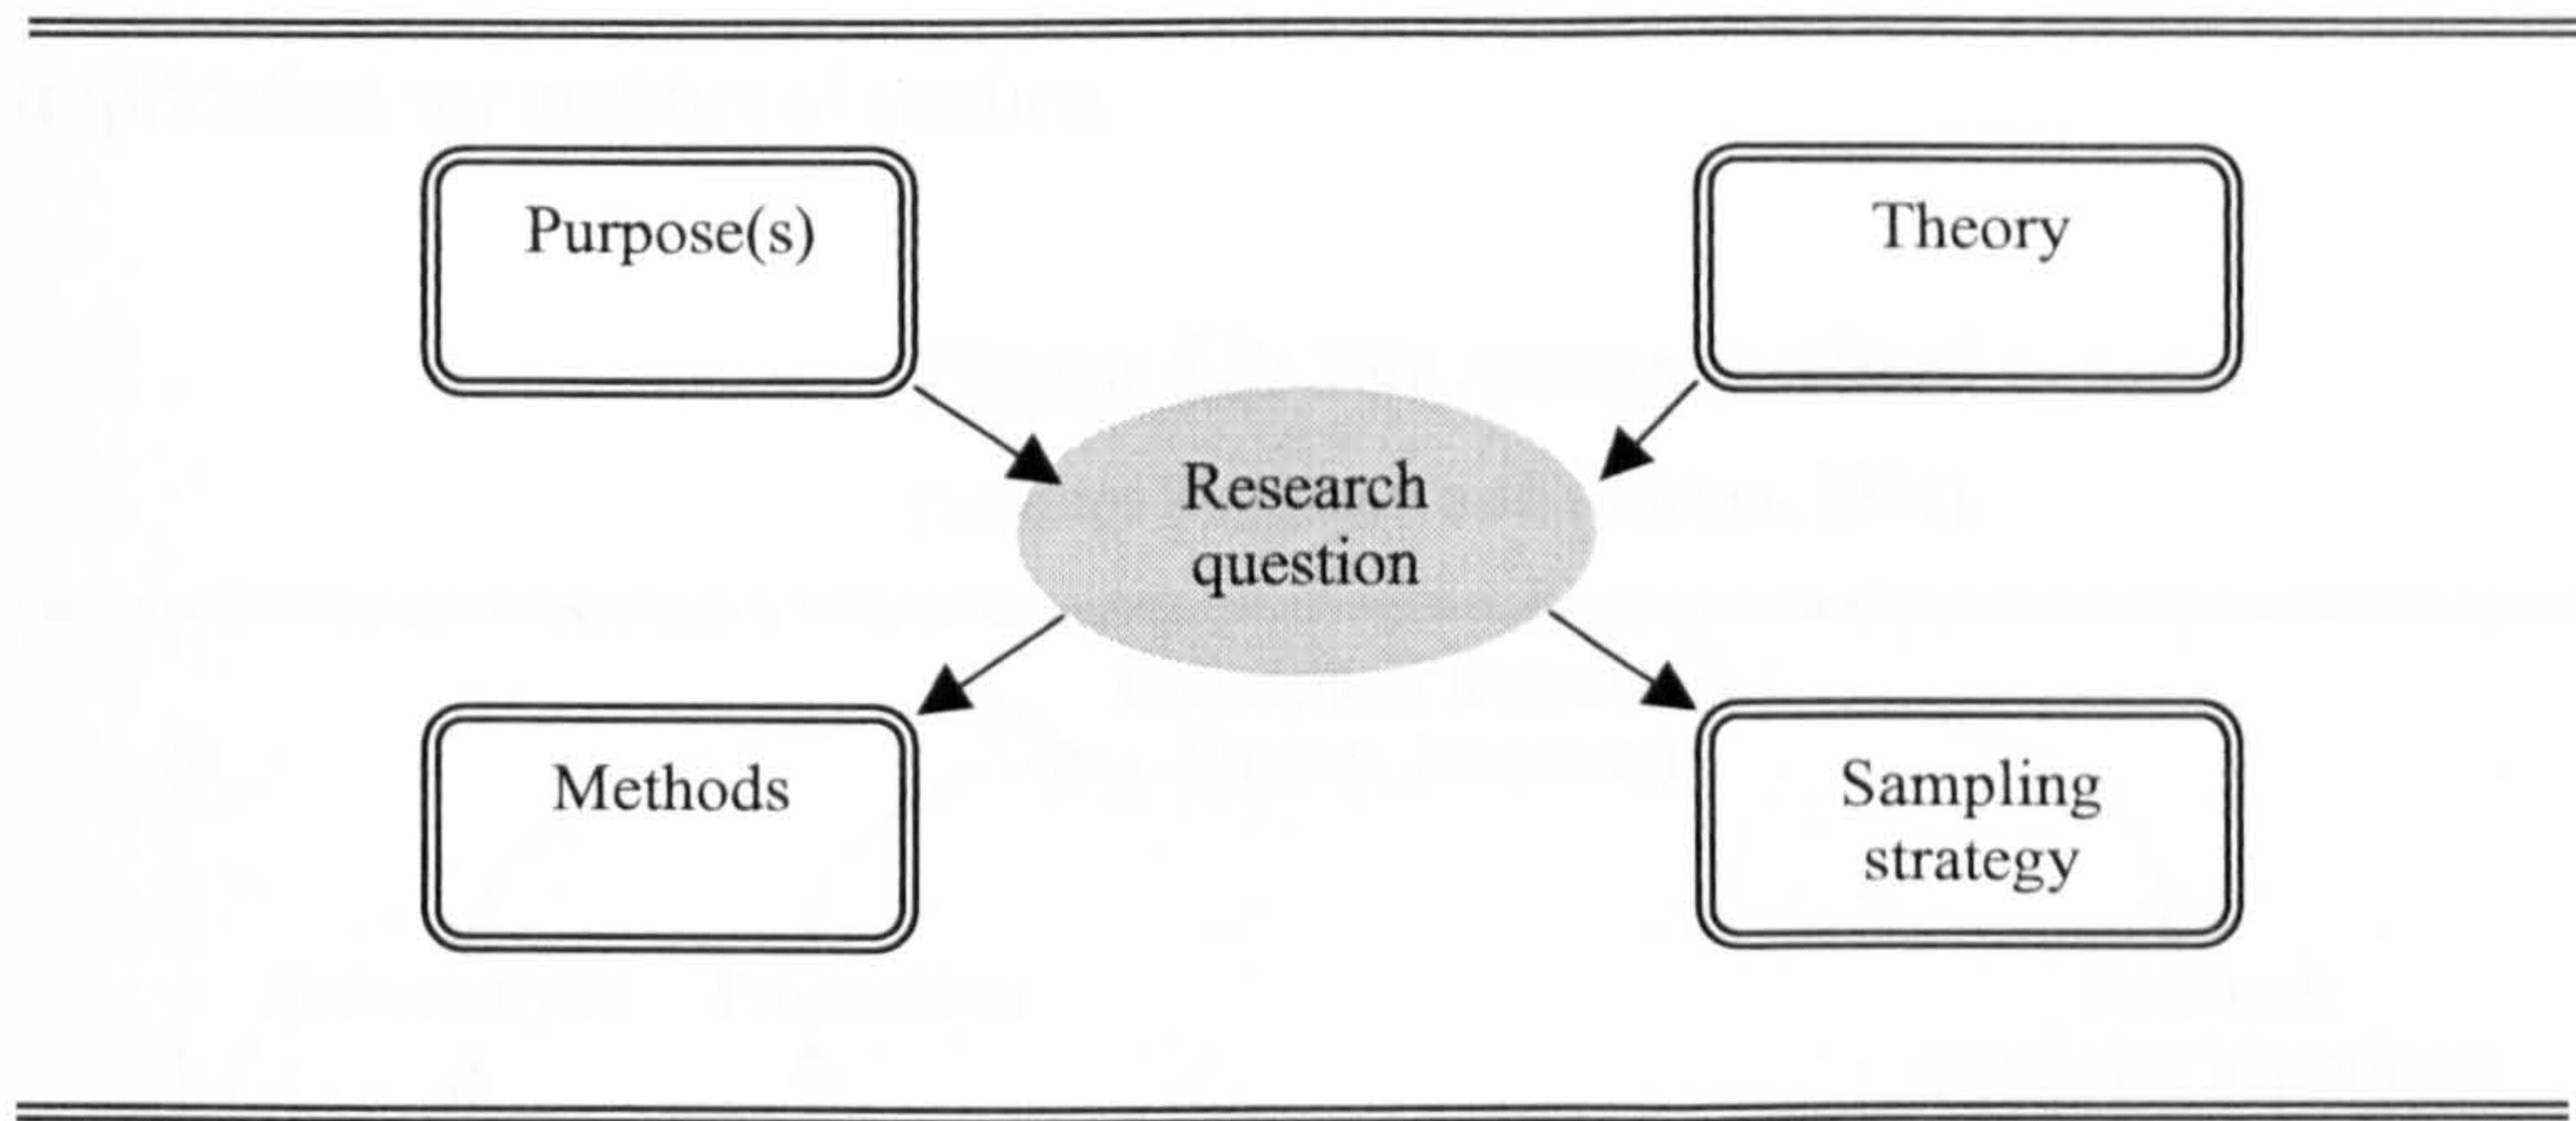 Purpose(s)
Theory
Research
question
Methods
Sampling
strategy